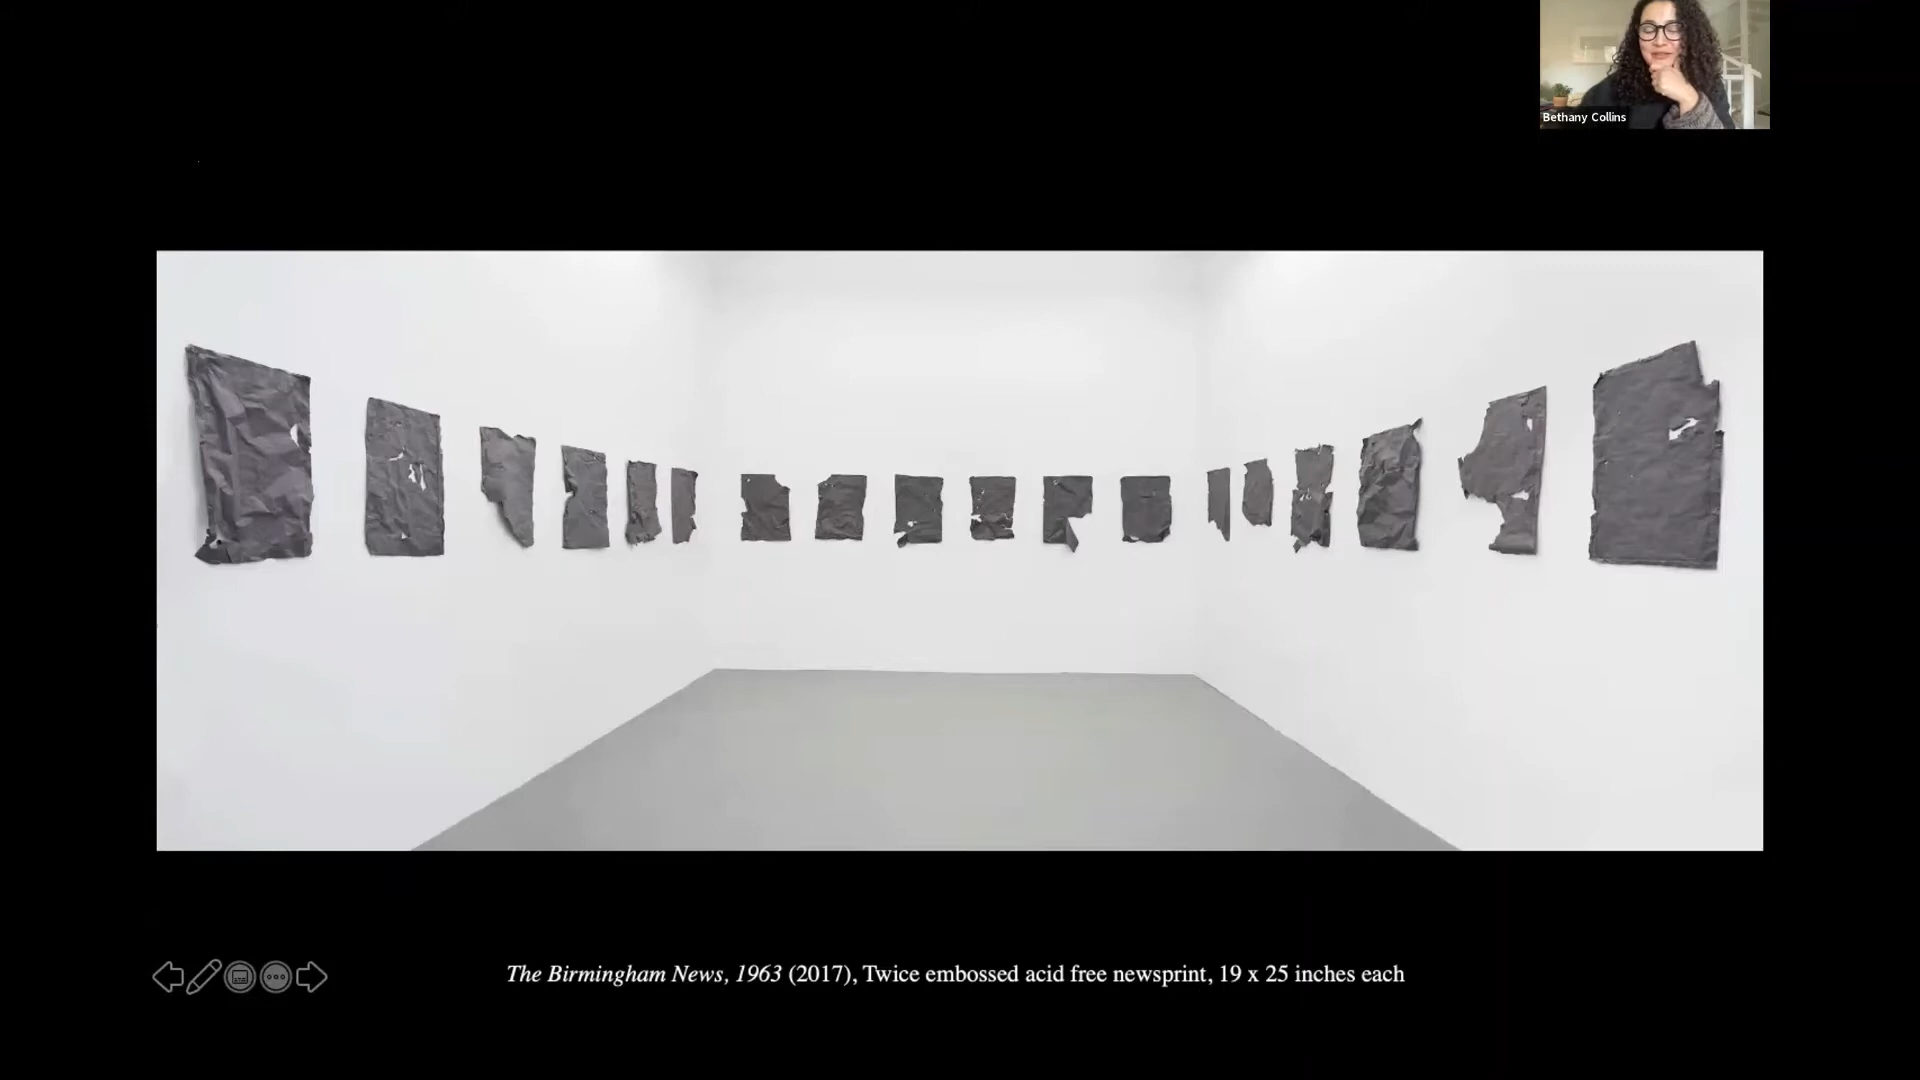 Bethany Collins
The Birmingham News, 1963 (2017), Twice embossed acid free newsprint, 19 x 25 inches each